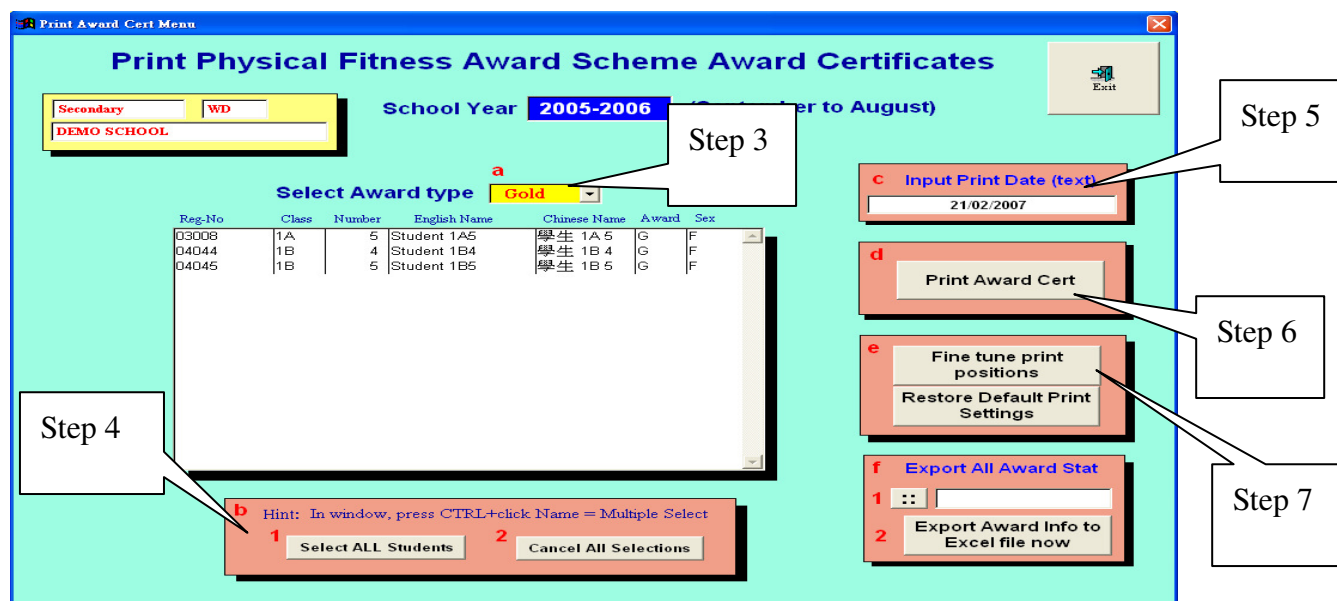 Print Award Cert Menu
Print Physical Fitness Award Scheme Award Certificates
Exit
Secondary WD
DEMO SCHOOL
School Year 2005-2006 to August)
Step 3
Step 5
a
Select Award type Gold
c Input Print Date (text)
21/02/2007
Reg-No Class Number English Name Chinese Name Award Sex
03008 1A 5 Student 1A5 學生 1A 5 G F
04044 1B 4 Student 1B4 學生 1B 4 G F
04045 1B 5 Student 1B5 學生 1B 5 G F
d
Print Award Cert
Step 6
e
Fine tune print
positions
Restore Default Print
Settings
Step 4
f Export All Award Stat
1 ::
2 Export Award Info to
Excel file now
Step 7
b Hint: In window, press CTRL+click Name = Multiple Select
1 Select ALL Students 2 Cancel All Selections